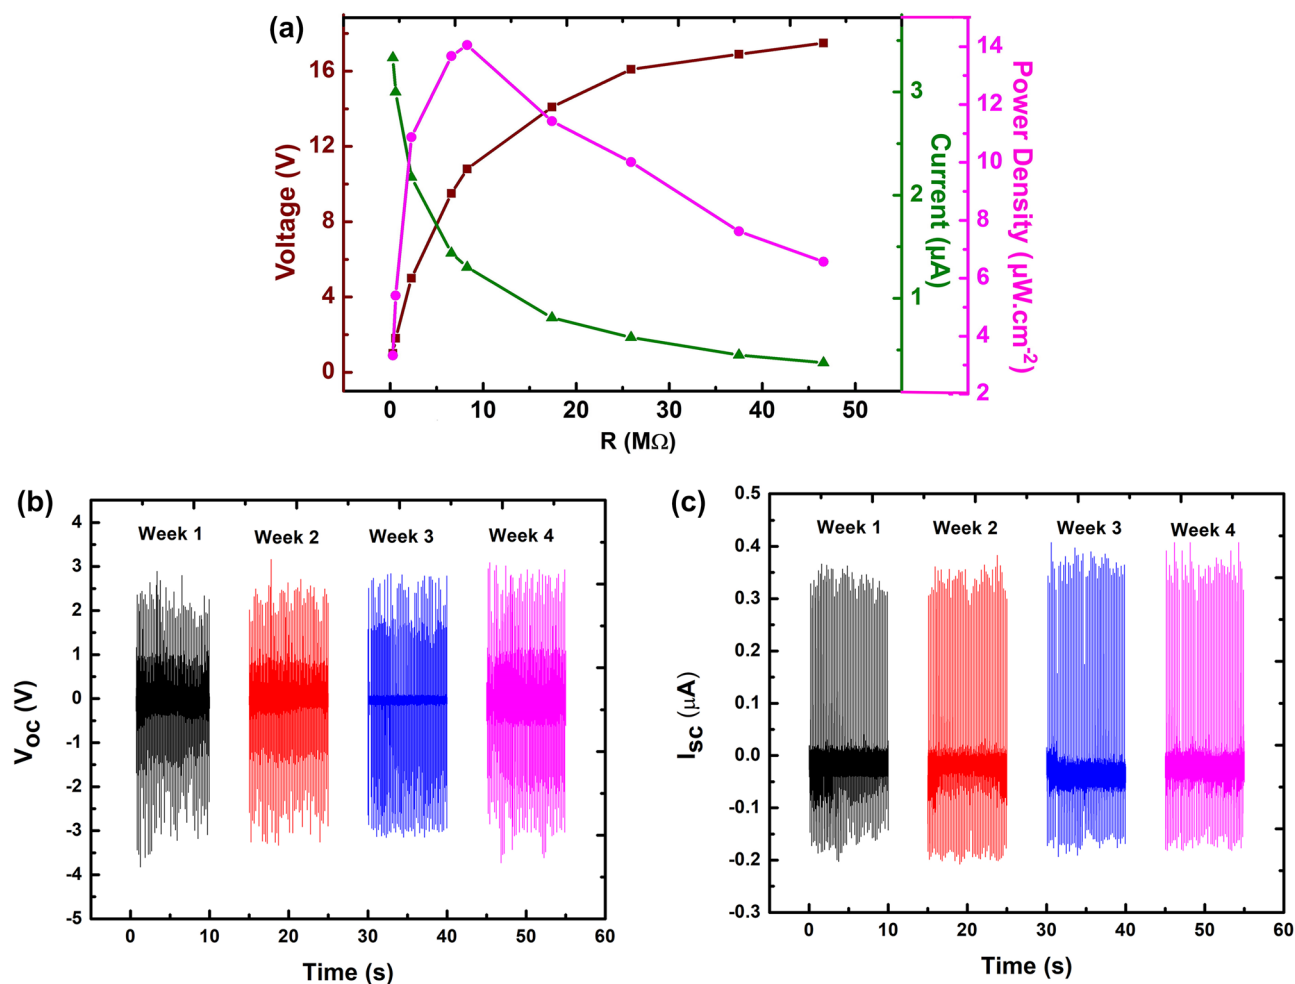 (a)
Voltage (V)
16
12
8
4
0
0
10
20
30
40
50
R (MΩ)
3
2
1
Current (µA)
14
12
10
8
6
4
2
Power Density (µW.cm-2)
(b)
4
3
2
1
0
-1
-2
-3
-4
-5
Voc (V)
Week 1
Week 2
Week 3
Week 4
0
10
20
30
40
50
60
Time (s)
(c)
0.5
0.4
0.3
0.2
0.1
0.0
-0.1
-0.2
-0.3
Isc (µA)
Week 1
Week 2
Week 3
Week 4
0
10
20
30
40
50
60
Time (s)